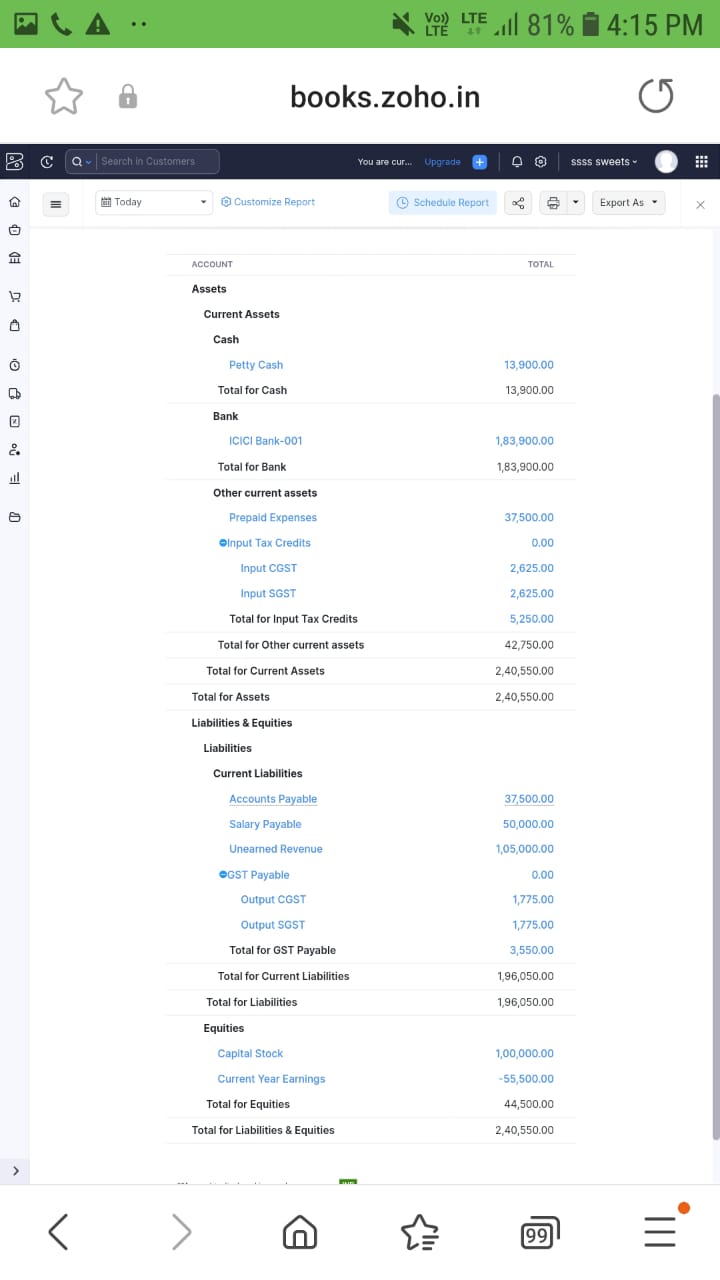 Vo)) LTE LTE 81% 4:15 PM
books.zoho.in
Search in Customers You are cur... Upgrade ssss sweets
Today Customize Report Schedule Report Export As
ACCOUNT TOTAL
Assets
Current Assets
Cash
Petty Cash 13,900.00
Total for Cash 13,900.00
Bank
ICICI Bank-001 1,83,900.00
Total for Bank 1,83,900.00
Other current assets
Prepaid Expenses 37,500.00
Input Tax Credits 0.00
Input CGST 2,625.00
Input SGST 2,625.00
Total for Input Tax Credits 5,250.00
Total for Other current assets 42,750.00
Total for Current Assets 2,40,550.00
Total for Assets 2,40,550.00
Liabilities & Equities
Liabilities
Current Liabilities
Accounts Payable 37,500.00
Salary Payable 50,000.00
Unearned Revenue 1,05,000.00
GST Payable 0.00
Output CGST 1,775.00
Output SGST 1,775.00
Total for GST Payable 3,550.00
Total for Current Liabilities 1,96,050.00
Total for Liabilities 1,96,050.00
Equities
Capital Stock 1,00,000.00
Current Year Earnings -55,500.00
Total for Equities 44,500.00
Total for Liabilities & Equities 2,40,550.00
99